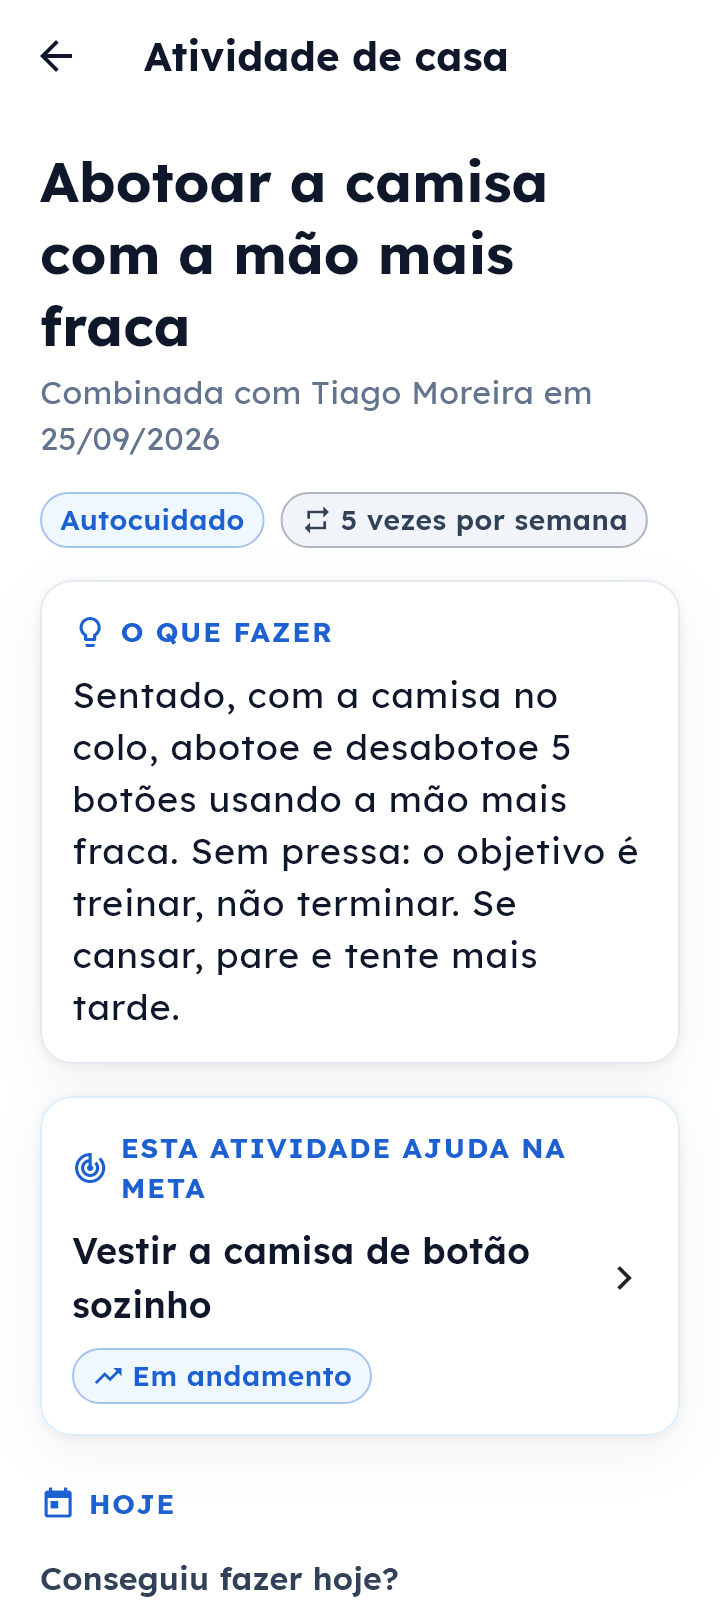 Atividade de casa
Abotoar a camisa
com a mão mais
fraca
Combinada com Tiago Moreira em
25/09/2026
Autocuidado
5 vezes por semana
O QUE FAZER
Sentado, com a camisa no
colo, abotoe e desabotoe 5
botões usando a mão mais
fraca. Sem pressa: o objetivo é
treinar, não terminar. Se
cansar, pare e tente mais
tarde.
ESTA ATIVIDADE AJUDA NA
META
Vestir a camisa de botão
sozinho
Em andamento
HOJE
Conseguiu fazer hoje?